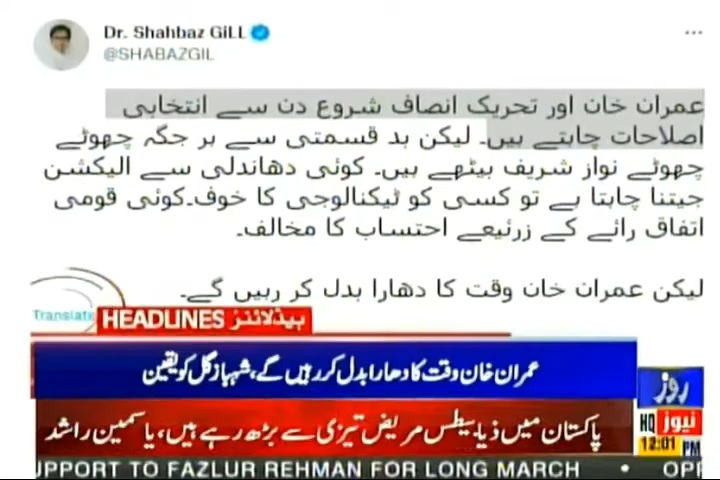 Dr. Shahbaz GiLL
@SHABAZGIL
عمران خان اور تحریک انصاف شروع دن سے انتخابی
اصلاحات چاہتے ہیں۔ لیکن بد قسمتی سے ہر جگہ چھوٹے
چھوٹے نواز شریف بیٹھے ہیں۔ کوئی دھاندلی سے الیکشن
جیتنا چاہتا ہے تو کسی کو ٹیکنالوجی کا خوف۔کوئی قومی
اتفاق رائے کے زرئیعے احتساب کا مخالف۔
لیکن عمران خان وقت کا دھارا بدل کر رہیں گے۔
Translate
HEADLINES ہیڈلائنز
عمران خان وقت کا دھارا بدل کر رہیں گے، شہباز گل کو یقین
پاکستان میں ذیابیطس مریض تیزی سے بڑھ رہے ہیں، یاسمین راشد
روز
HQ نیوز
12:01 PM
UPPORT TO FAZLUR REHMAN FOR LONG MARCH • OPP